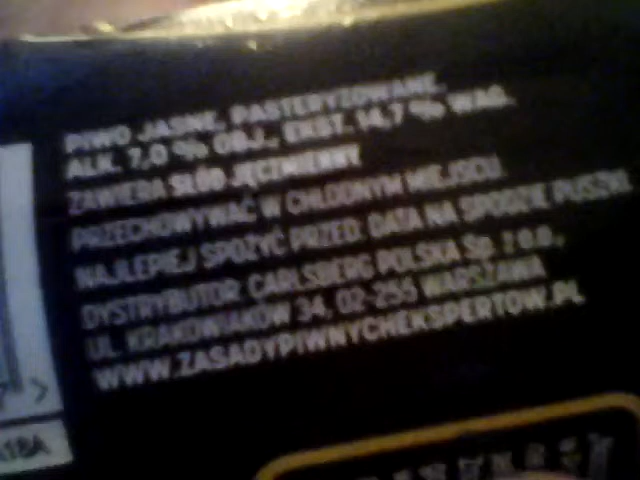 PIWO JASNE, PASTERYZOWANE.
ALK. 7,0 % OBJ., EKST. 14,7 % WAG.
ZAWIERA SŁÓD JĘCZMIENNY
PRZECHOWYWAĆ W CHŁODNYM MIEJSCU.
NAJLEPIEJ SPOŻYĆ PRZED: DATA NA SPODZIE PUSZKI.
DYSTRYBUTOR: CARLSBERG POLSKA Sp. z o.o.,
UL. KRAKOWIAKÓW 34, 02-255 WARSZAWA
WWW.ZASADYPIWNYCHEKSPERTOW.PL